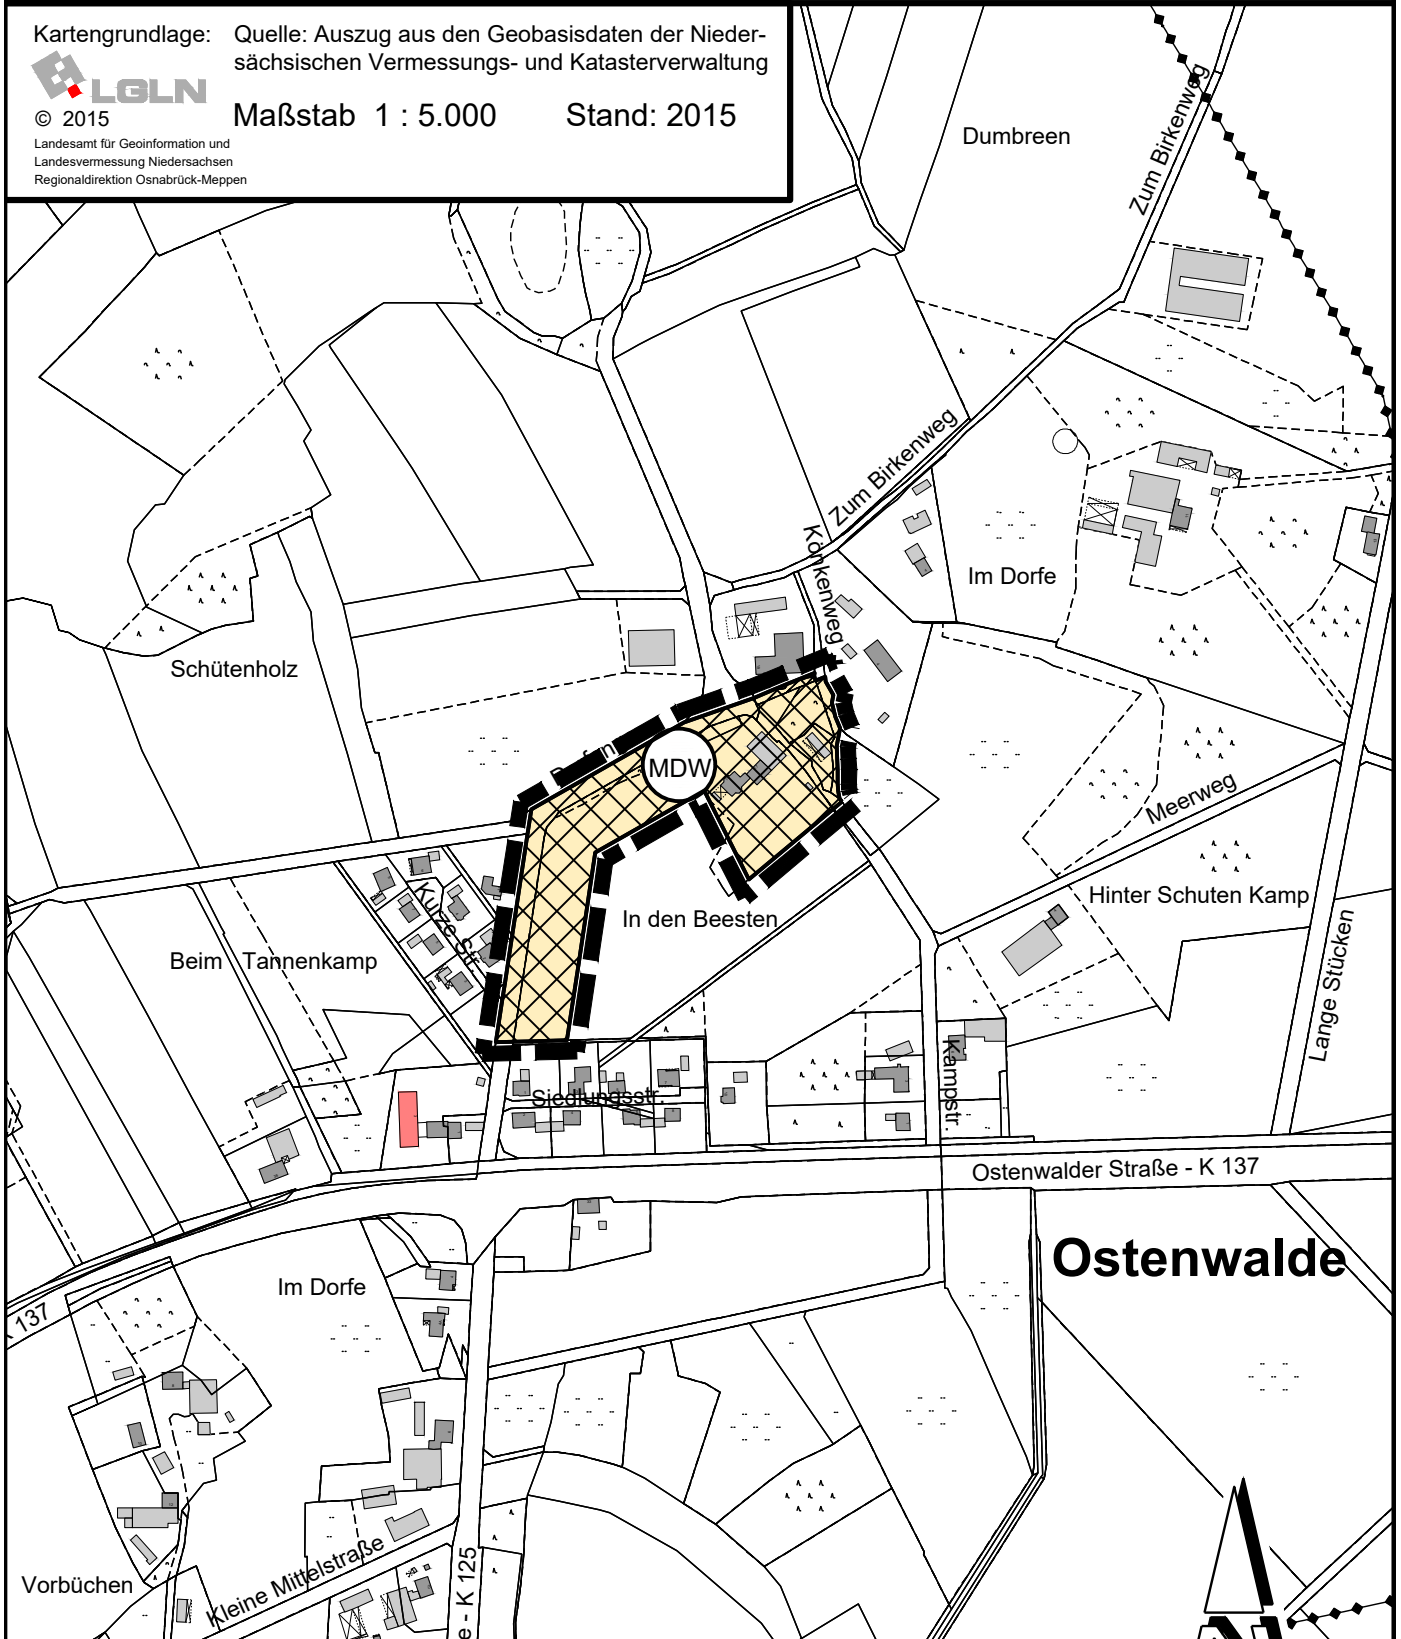 Kartengrundlage:
Quelle: Auszug aus den Geobasisdaten der Nieder-
sächsischen Vermessungs- und Katasterverwaltung
LGLN
© 2015
Maßstab 1 : 5.000
Stand: 2015
Landesamt für Geoinformation und
Landesvermessung Niedersachsen
Regionaldirektion Osnabrück-Meppen
Dumbreen
Zum Birkenweg
Zum Birkenweg
Könkenweg
Im Dorfe
Schütenholz
MDW
Meerweg
Hinter Schuten Kamp
Kurze Str.
In den Beesten
Beim Tannenkamp
Lange Stücken
Kampstr.
Siedlungsstr.
Ostenwalder Straße - K 137
Ostenwalde
Im Dorfe
137
Vorbüchen
Kleine Mittelstraße
e - K 125
N